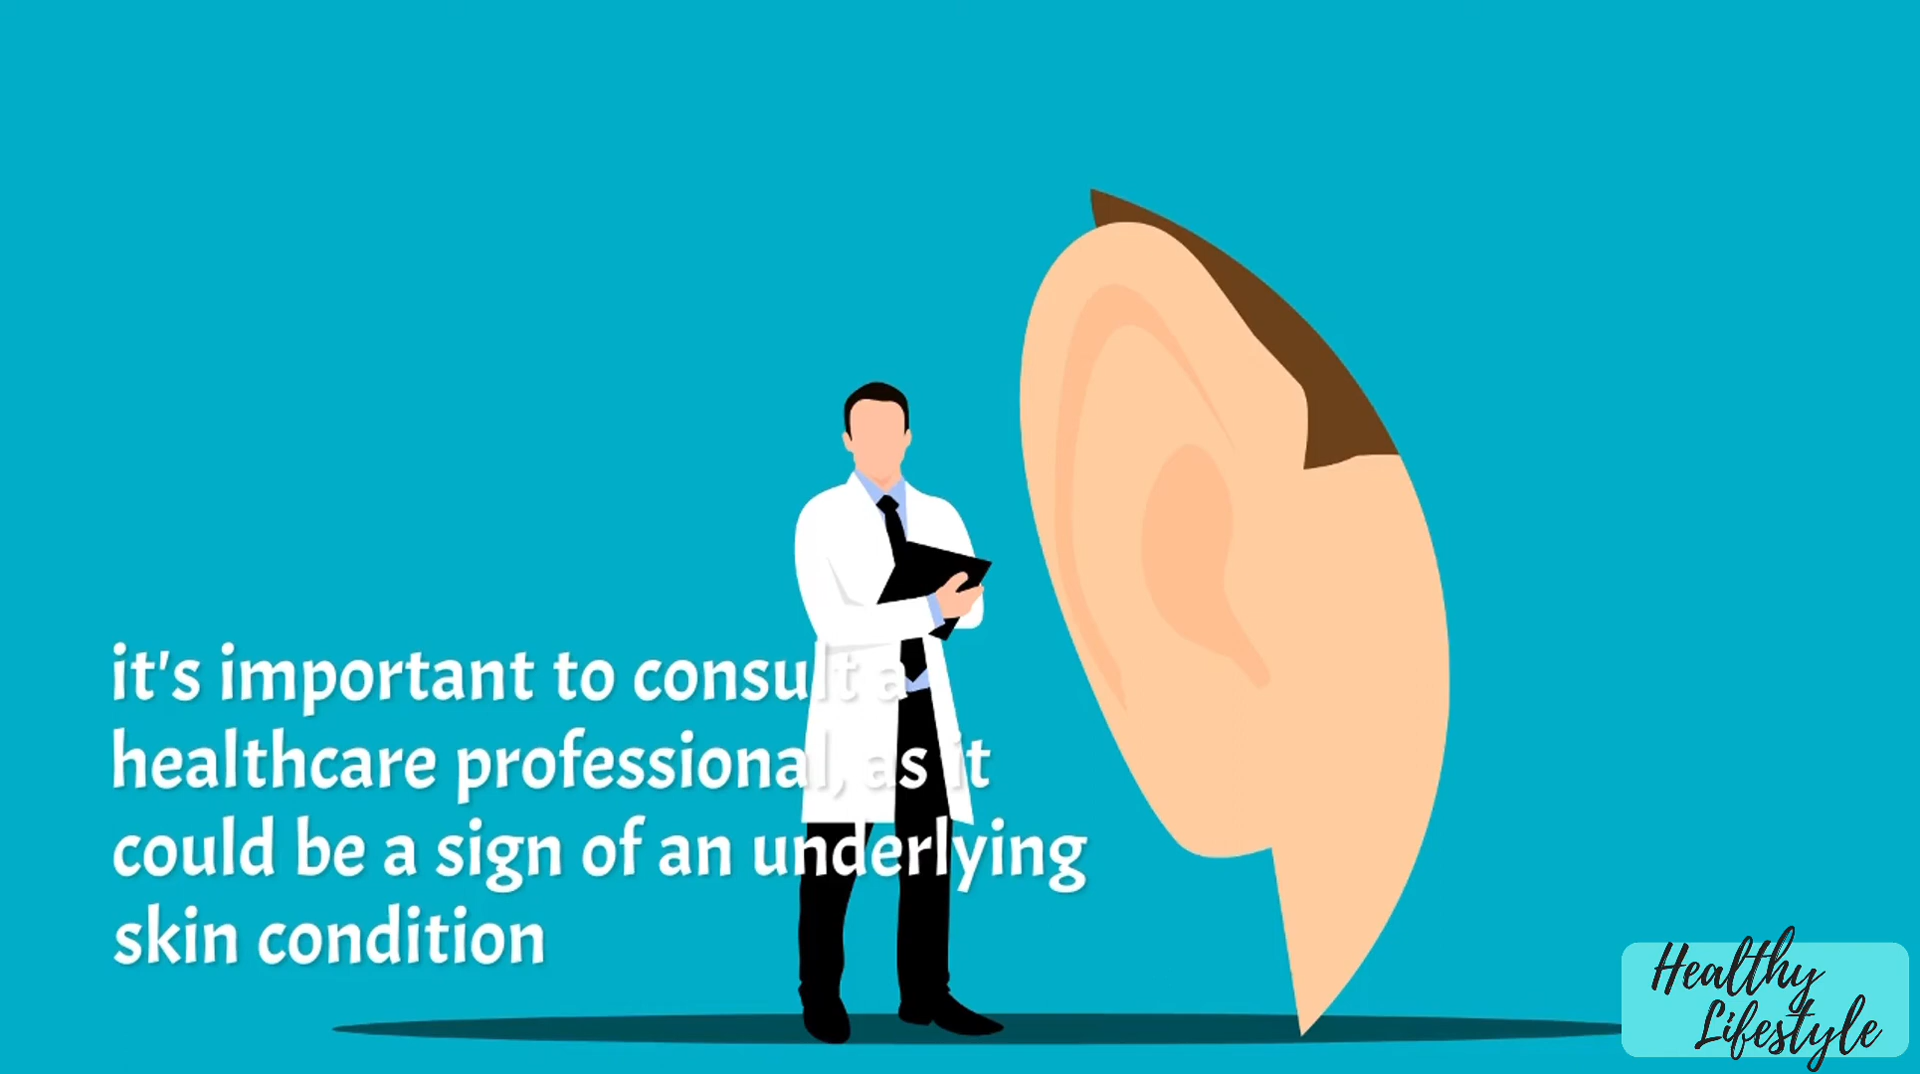 it's important to consult a
healthcare professional, as it
could be a sign of an underlying
skin condition
Healthy
Lifestyle